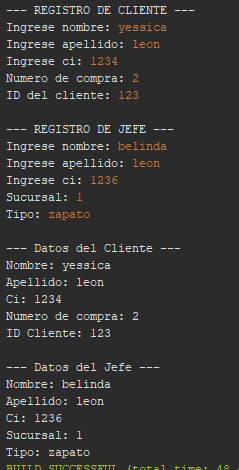 --- REGISTRO DE CLIENTE ---
Ingrese nombre: yessica
Ingrese apellido: leon
Ingrese ci: 1234
Numero de compra: 2
ID del cliente: 123
--- REGISTRO DE JEFE ---
Ingrese nombre: belinda
Ingrese apellido: leon
Ingrese ci: 1236
Sucursal: 1
Tipo: zapato
--- Datos del Cliente ---
Nombre: yessica
Apellido: leon
Ci: 1234
Numero de compra: 2
ID Cliente: 123
--- Datos del Jefe ---
Nombre: belinda
Apellido: leon
Ci: 1236
Sucursal: 1
Tipo: zapato
BUILD SUCCESSFUL (total time: 48